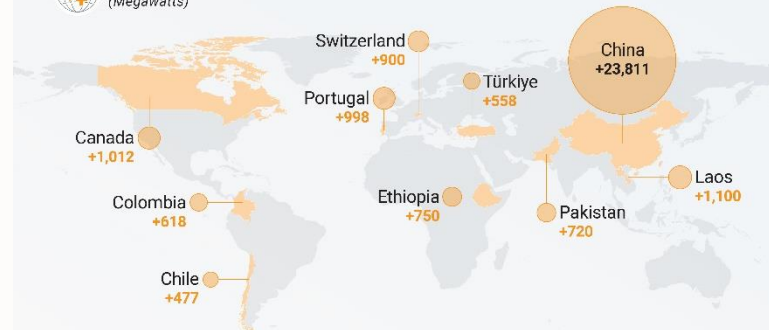 (Megawatts)
Switzerland
+900
China
+23,811
Türkiye
+558
Portugal
+998
Canada
+1,012
Laos
+1,100
Colombia
+618
Ethiopia
+750
Pakistan
+720
Chile
+477